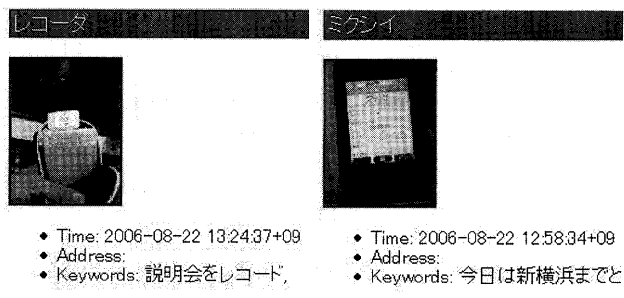 レコーダ
• Time: 2006-08-22 13:24:37+09
• Address:
• Keywords: 説明会をレコード,
ミクシイ
• Time: 2006-08-22 12:58:34+09
• Address:
• Keywords: 今日は新横浜までと